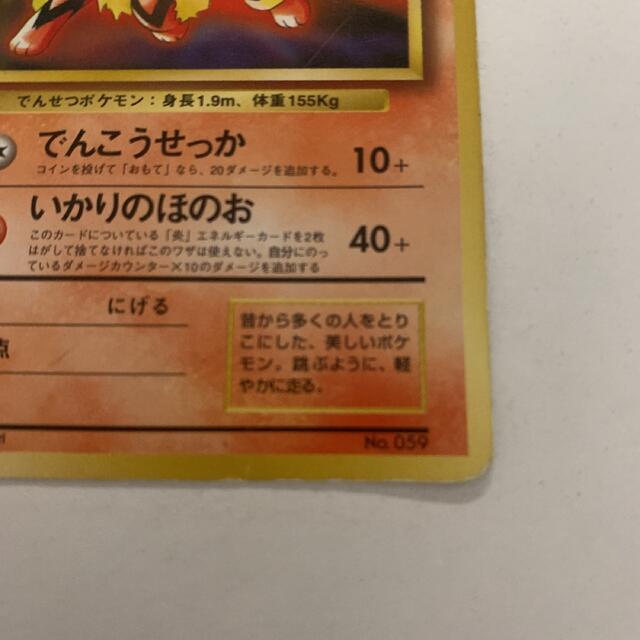 でんせつポケモン：身長1.9m、体重155Kg
でんこうせっか 10+
コインを投げて「おもて」なら、20ダメージを追加する。
いかりのほのお 40+
このカードについている「炎」エネルギーカードを2枚
はがして捨てなければこのワザは使えない。自分にのっ
ているダメージカウンター×10のダメージを追加する
にげる
点
昔から多くの人をとり
こにした、美しいポケ
モン。跳ぶように、軽
やかに走る。
No. 059